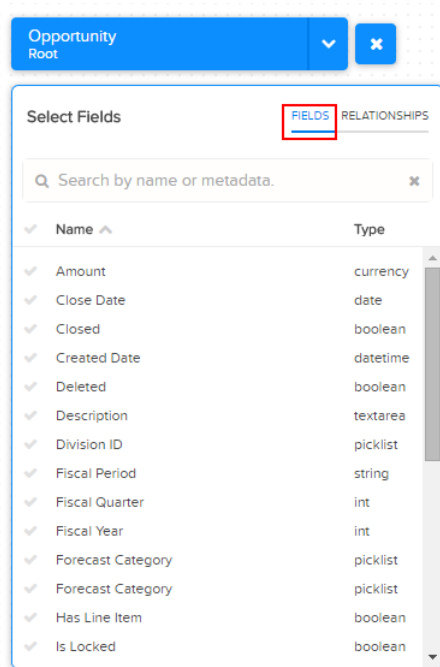 Opportunity
Root
Select Fields FIELDS RELATIONSHIPS
Search by name or metadata.
Name Type
Amount currency
Close Date date
Closed boolean
Created Date datetime
Deleted boolean
Description textarea
Division ID picklist
Fiscal Period string
Fiscal Quarter int
Fiscal Year int
Forecast Category picklist
Forecast Category picklist
Has Line Item boolean
Is Locked boolean